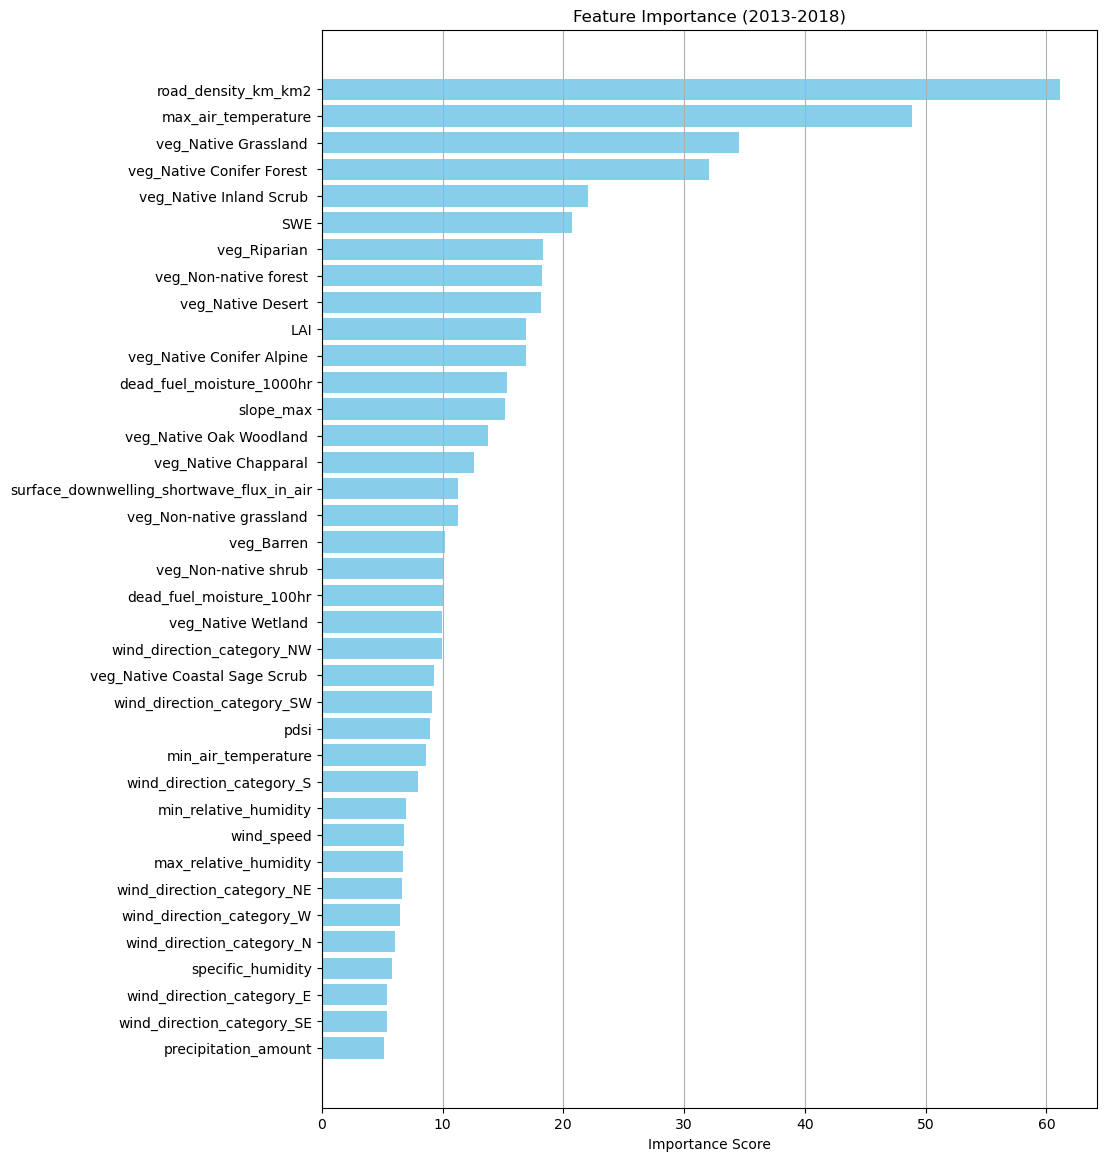 Feature Importance (2013-2018)
road_density_km_km2
max_air_temperature
veg_Native Grassland
veg_Native Conifer Forest
veg_Native Inland Scrub
SWE
veg_Riparian
veg_Non-native forest
veg_Native Desert
LAI
veg_Native Conifer Alpine
dead_fuel_moisture_1000hr
slope_max
veg_Native Oak Woodland
veg_Native Chapparal
surface_downwelling_shortwave_flux_in_air
veg_Non-native grassland
veg_Barren
veg_Non-native shrub
dead_fuel_moisture_100hr
veg_Native Wetland
wind_direction_category_NW
veg_Native Coastal Sage Scrub
wind_direction_category_SW
pdsi
min_air_temperature
wind_direction_category_S
min_relative_humidity
wind_speed
max_relative_humidity
wind_direction_category_NE
wind_direction_category_W
wind_direction_category_N
specific_humidity
wind_direction_category_E
wind_direction_category_SE
precipitation_amount
0 10 20 30 40 50 60
Importance Score